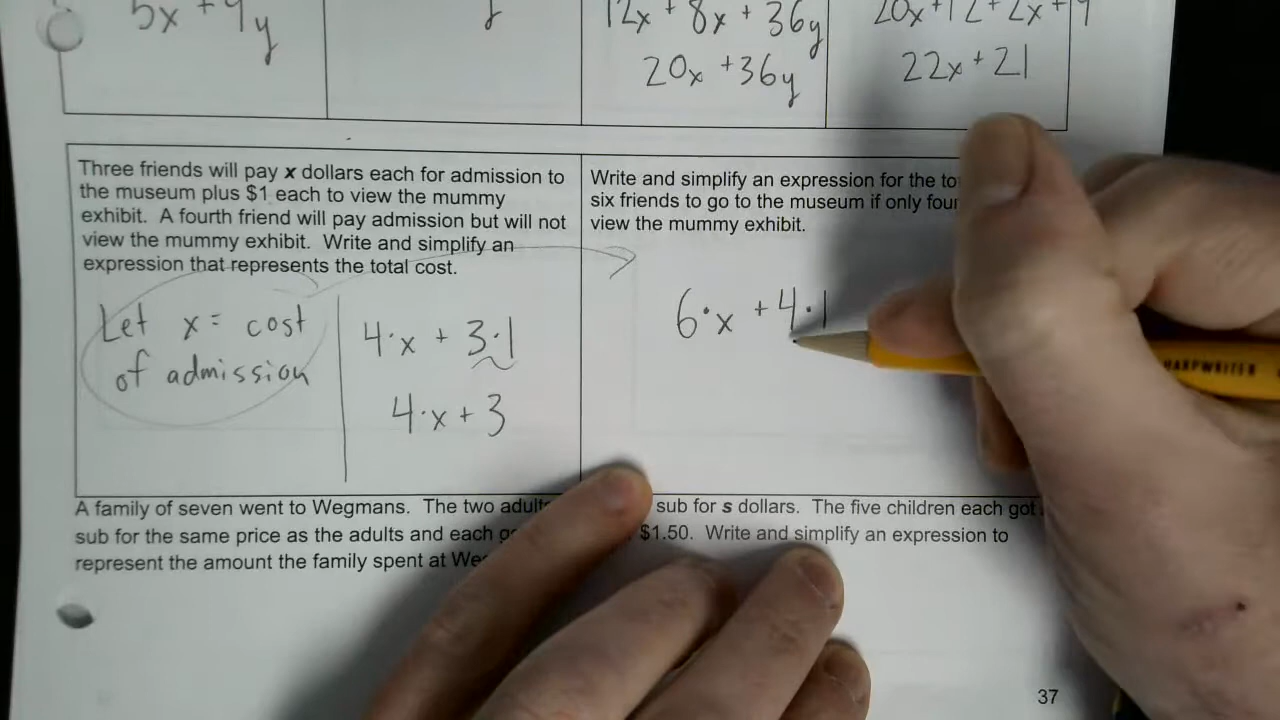 5x + 9y
y
12x + 8x + 36y
20x + 36y
20x + 12 + 2x + 9
22x + 21
Three friends will pay x dollars each for admission to
the museum plus $1 each to view the mummy
exhibit. A fourth friend will pay admission but will not
view the mummy exhibit. Write and simplify an
expression that represents the total cost.
Let x = cost
of admission
4·x + 3·1
4·x + 3
Write and simplify an expression for the
six friends to go to the museum if only four
view the mummy exhibit.
6·x + 4·1
A family of seven went to Wegmans. The two adults sub for s dollars. The five children each got
sub for the same price as the adults and each $1.50. Write and simplify an expression to
represent the amount the family spent at
37
HARPWRITER